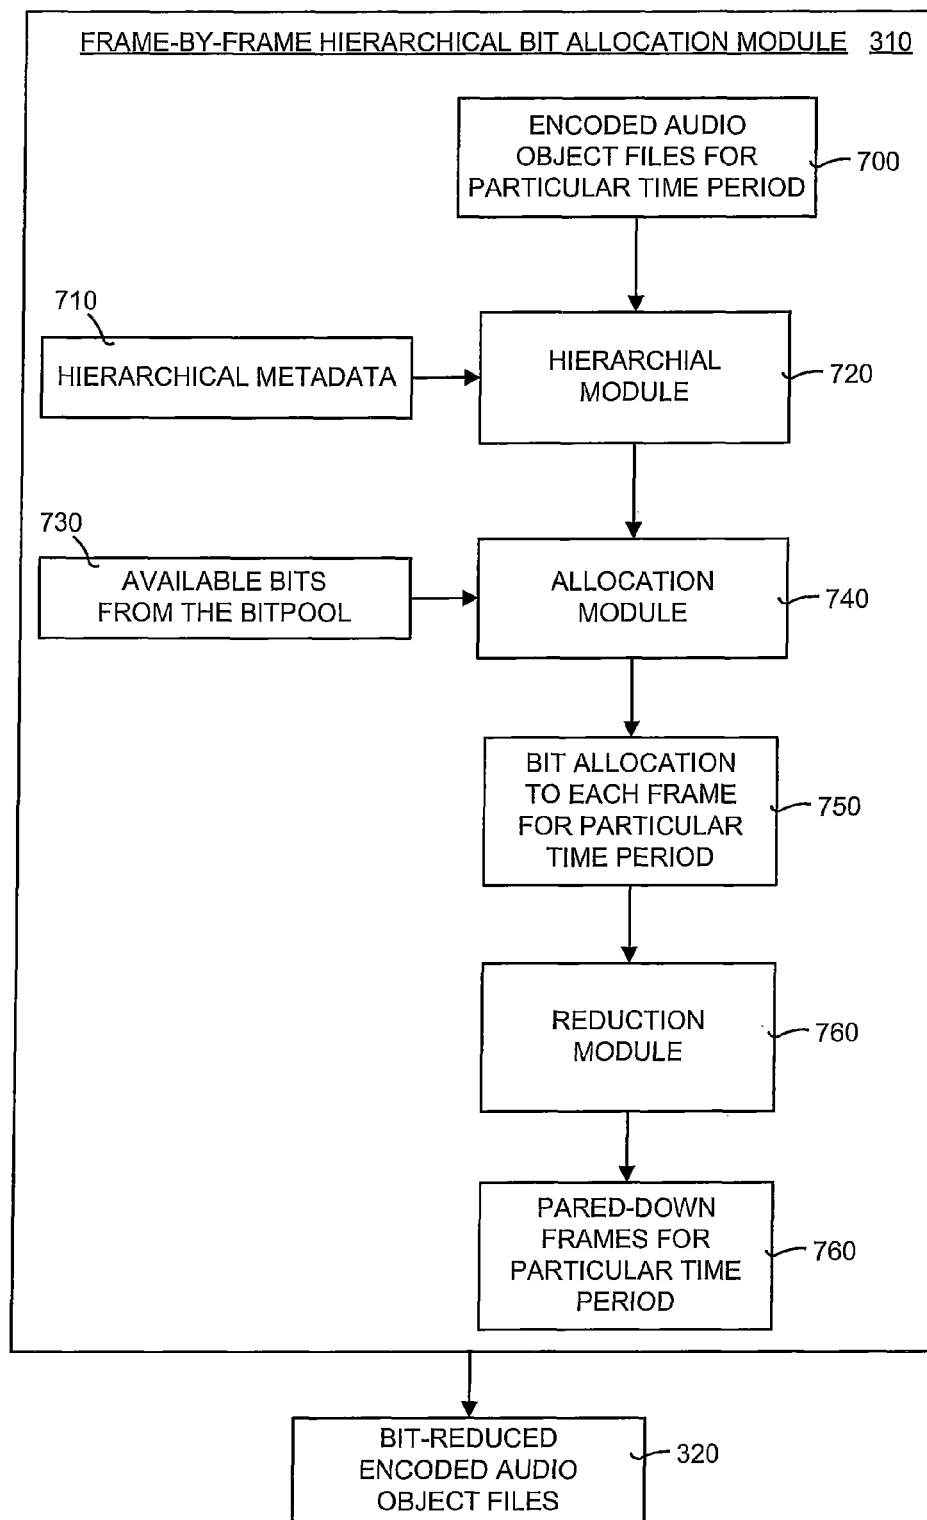 FRAME-BY-FRAME HIERARCHICAL BIT ALLOCATION MODULE 310
ENCODED AUDIO
OBJECT FILES FOR
PARTICULAR TIME PERIOD
700
710
HIERARCHICAL METADATA
HIERARCHIAL
MODULE
720
730
AVAILABLE BITS
FROM THE BITPOOL
ALLOCATION
MODULE
740
BIT ALLOCATION
TO EACH FRAME
FOR PARTICULAR
TIME PERIOD
750
REDUCTION
MODULE
760
PARED-DOWN
FRAMES FOR
PARTICULAR TIME
PERIOD
760
BIT-REDUCED
ENCODED AUDIO
OBJECT FILES
320